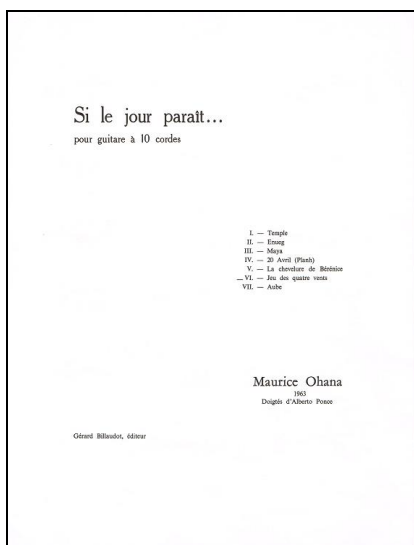 Si le jour paraît...
pour guitare à 10 cordes
I. — Temple
II. — Enueg
III. — Maya
IV. — 20 Avril (Planh)
V. — La chevelure de Bérénice
VI. — Jeu des quatre vents
VII. — Aube
Maurice Ohana
1963
Doigtés d'Alberto Ponce
Gérard Billaudot, éditeur